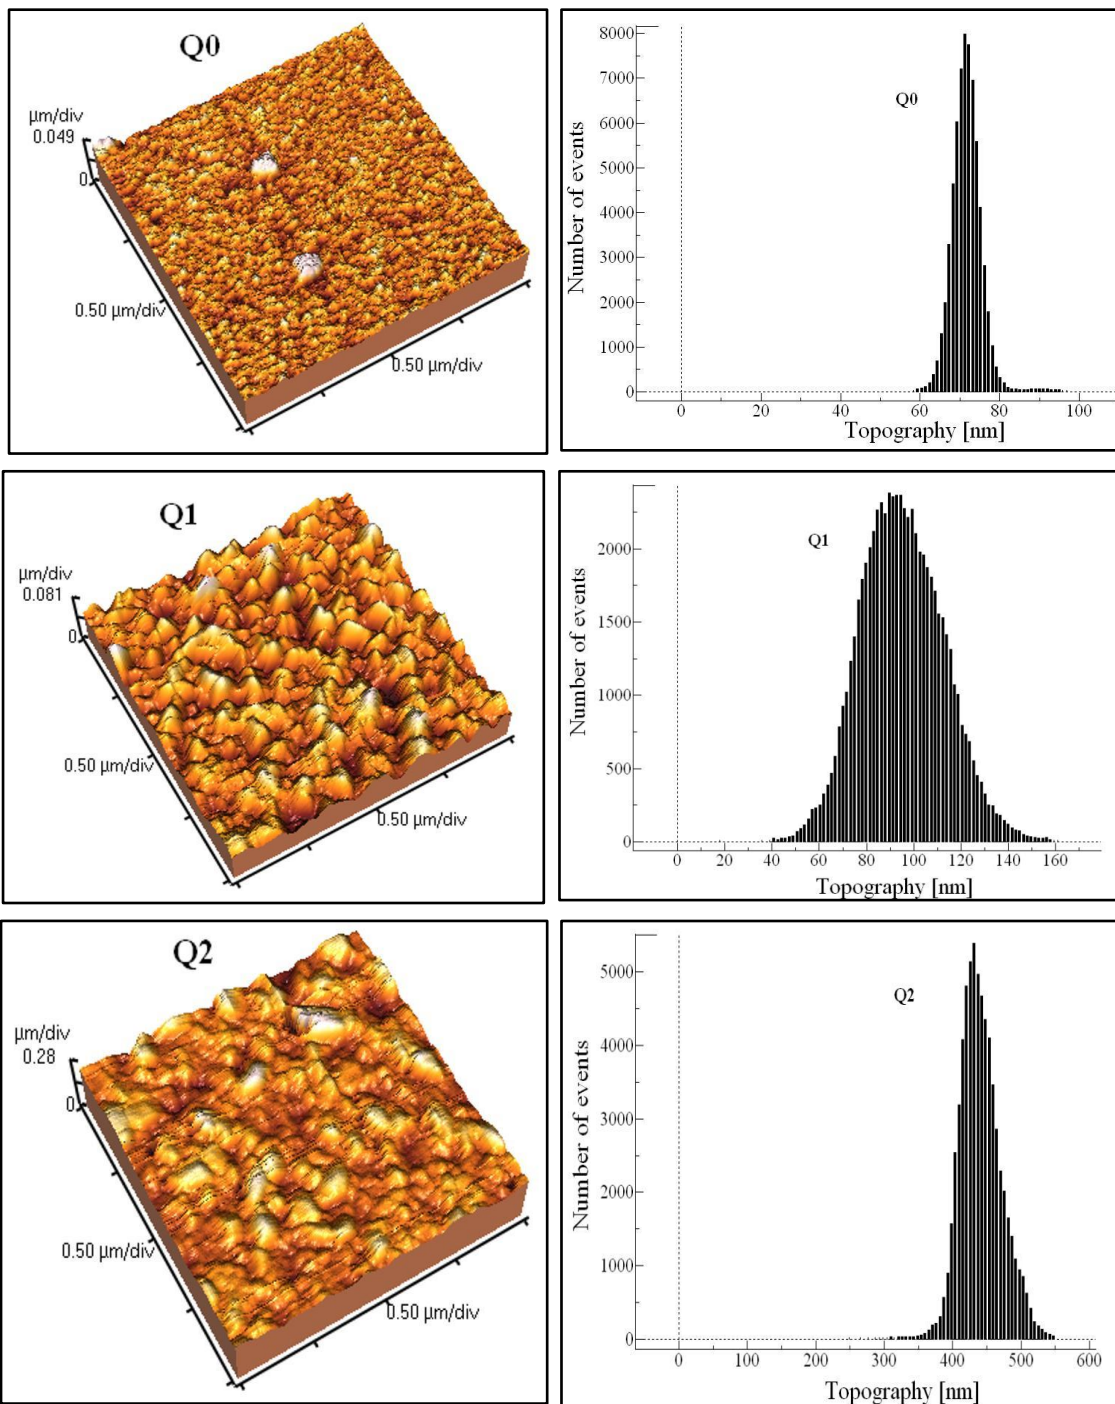 Q0
µm/div
0.049
0
0.50 µm/div
0.50 µm/div
8000
7000
6000
5000
4000
3000
2000
1000
0
Number of events
Q0
0 20 40 60 80 100
Topography [nm]
Q1
µm/div
0.081
0
0.50 µm/div
0.50 µm/div
2000
1500
1000
500
0
Number of events
Q1
0 20 40 60 80 100 120 140 160
Topography [nm]
Q2
µm/div
0.28
0
0.50 µm/div
0.50 µm/div
5000
4000
3000
2000
1000
0
Number of events
Q2
0 100 200 300 400 500 600
Topography [nm]